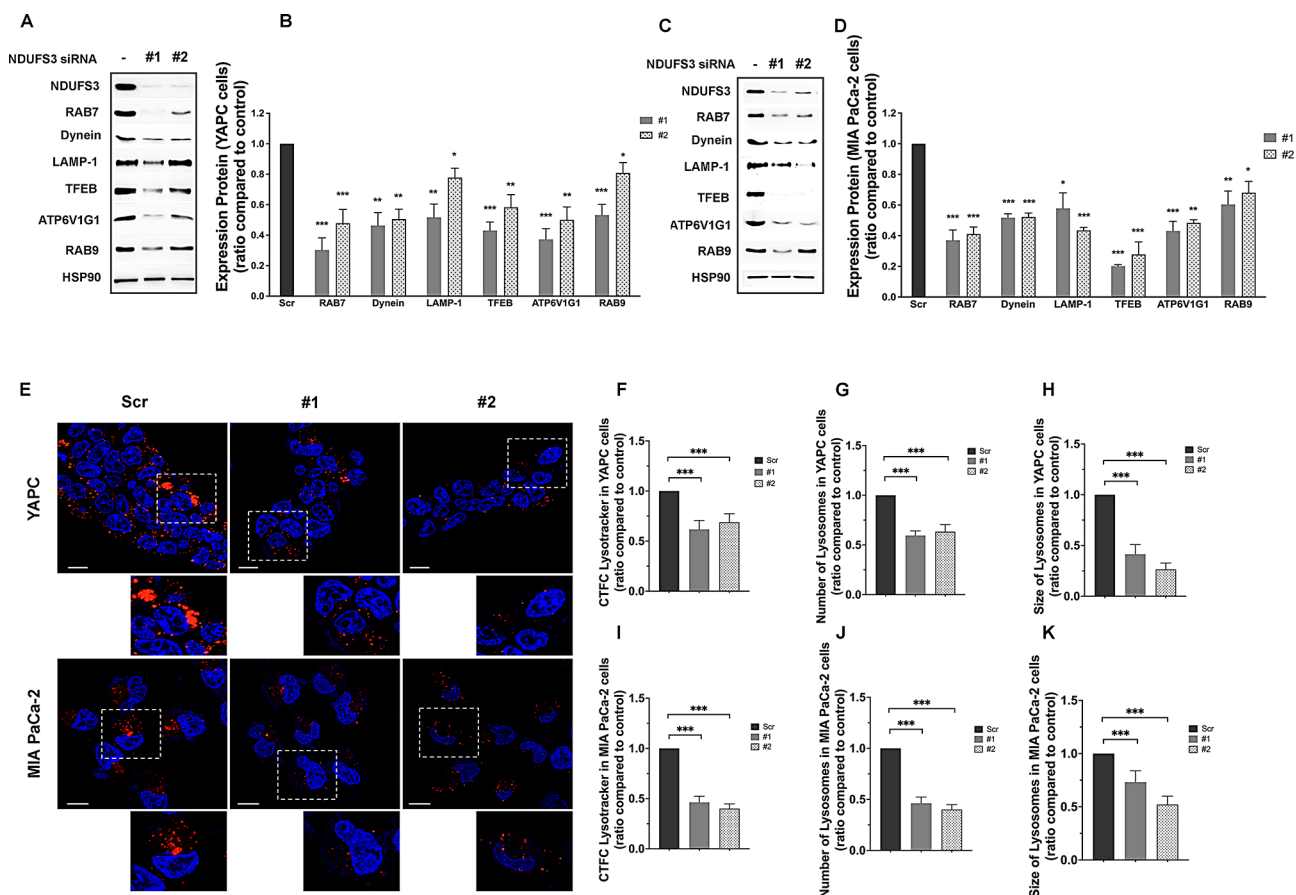 A
NDUFS3 siRNA - #1 #2
NDUFS3
RAB7
Dynein
LAMP-1
TFEB
ATP6V1G1
RAB9
HSP90
B
Expression Protein (YAPC cells)
(ratio compared to control)
1.2
1.0
0.8
0.6
0.4
0.2
0.0
*** *** ** ** ** * *** ** *** ** *** *
Scr RAB7 Dynein LAMP-1 TFEB ATP6V1G1 RAB9
#1
#2
C
NDUFS3 siRNA - #1 #2
NDUFS3
RAB7
Dynein
LAMP-1
TFEB
ATP6V1G1
RAB9
HSP90
D
Expression Protein (MIA PaCa-2 cells)
(ratio compared to control)
1.2
1.0
0.8
0.6
0.4
0.2
0.0
*** *** *** *** * *** *** *** *** ** ** *
Scr RAB7 Dynein LAMP-1 TFEB ATP6V1G1 RAB9
#1
#2
E
Scr #1 #2
YAPC
MIA PaCa-2
F
CTFC Lysotracker in YAPC cells
(ratio compared to control)
1.5
1.0
0.5
0.0
***
***
Scr
#1
#2
G
Number of Lysosomes in YAPC cells
(ratio compared to control)
1.5
1.0
0.5
0.0
***
***
Scr
#1
#2
H
Size of Lysosomes in YAPC cells
(ratio compared to control)
1.5
1.0
0.5
0.0
***
***
Scr
#1
#2
I
CTFC Lysotracker in MIA PaCa-2 cells
(ratio compared to control)
1.5
1.0
0.5
0.0
***
***
Scr
#1
#2
J
Number of Lysosomes in MIA PaCa-2 cells
(ratio compared to control)
1.5
1.0
0.5
0.0
***
***
Scr
#1
#2
K
Size of Lysosomes in MIA PaCa-2 cells
(ratio compared to control)
1.5
1.0
0.5
0.0
***
***
Scr
#1
#2